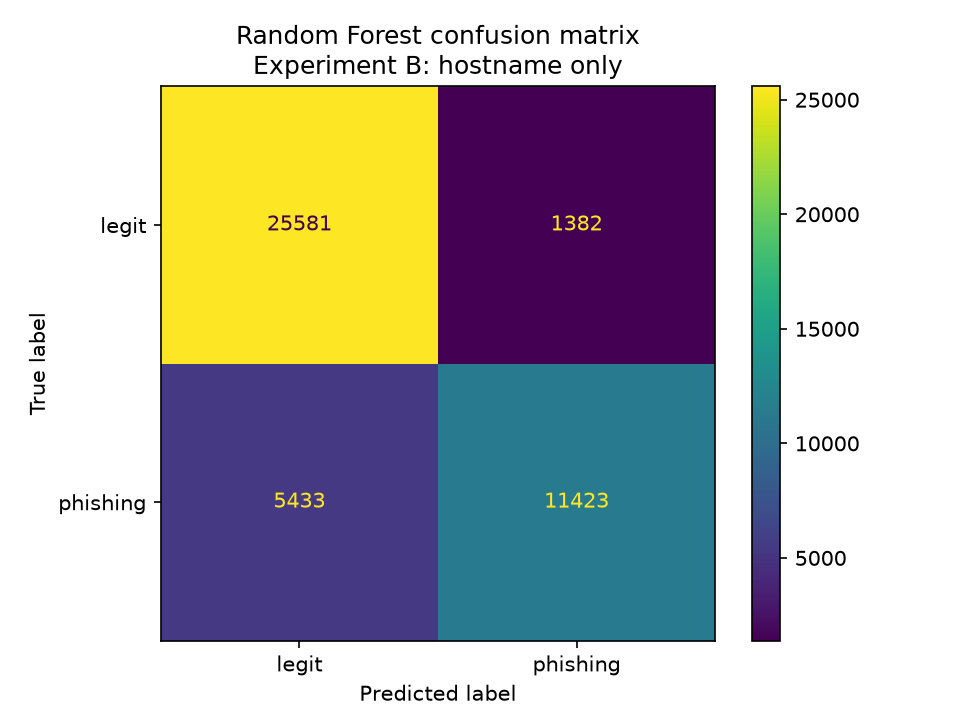 Random Forest confusion matrix
Experiment B: hostname only
True label
legit
phishing
25581
1382
5433
11423
legit
phishing
Predicted label
25000
20000
15000
10000
5000